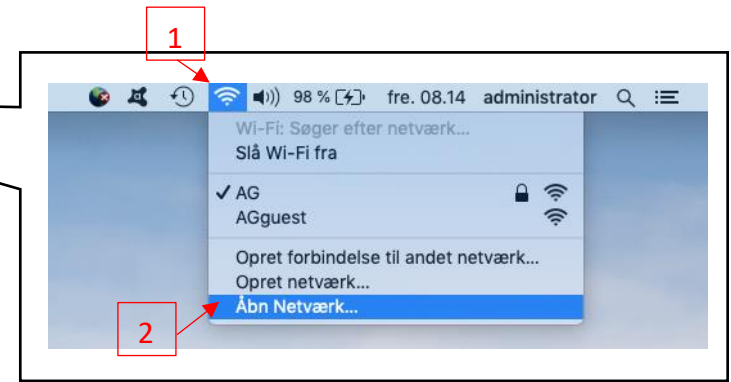 1
98 % fre. 08.14 administrator
Wi-Fi: Søger efter netværk...
Slå Wi-Fi fra
✓ AG
AGguest
Opret forbindelse til andet netværk...
Opret netværk...
Åbn Netværk...
2